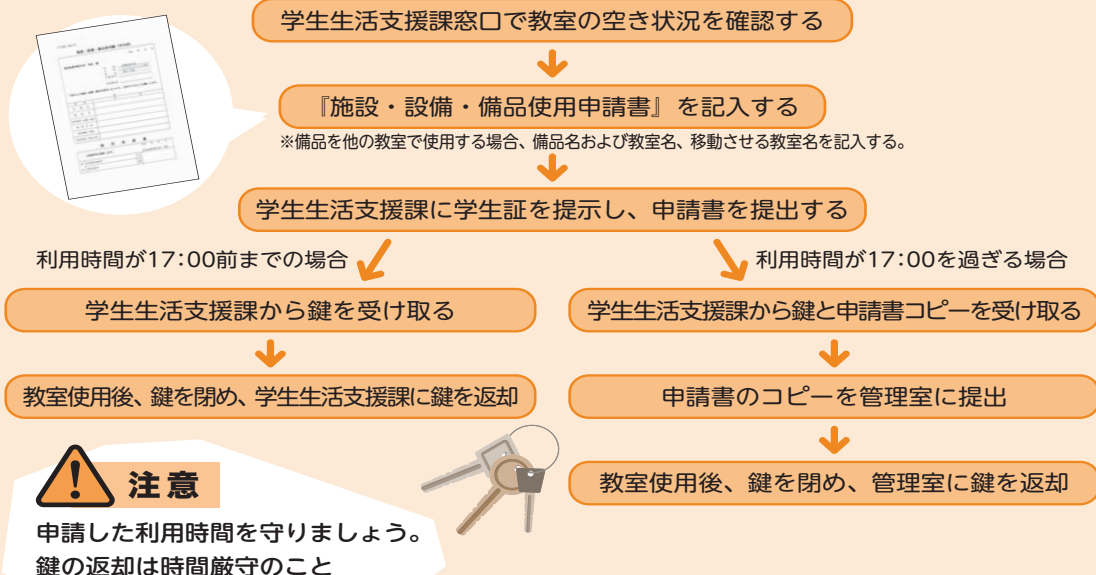 学生生活支援課窓口で教室の空き状況を確認する
『施設・設備・備品使用申請書』を記入する
※備品を他の教室で使用する場合、備品名および教室名、移動させる教室名を記入する。
学生生活支援課に学生証を提示し、申請書を提出する
利用時間が17：00前までの場合
学生生活支援課から鍵を受け取る
教室使用後、鍵を閉め、学生生活支援課に鍵を返却
利用時間が17：00を過ぎる場合
学生生活支援課から鍵と申請書コピーを受け取る
申請書のコピーを管理室に提出
教室使用後、鍵を閉め、管理室に鍵を返却
注意
申請した利用時間を守りましょう。
鍵の返却は時間厳守のこと